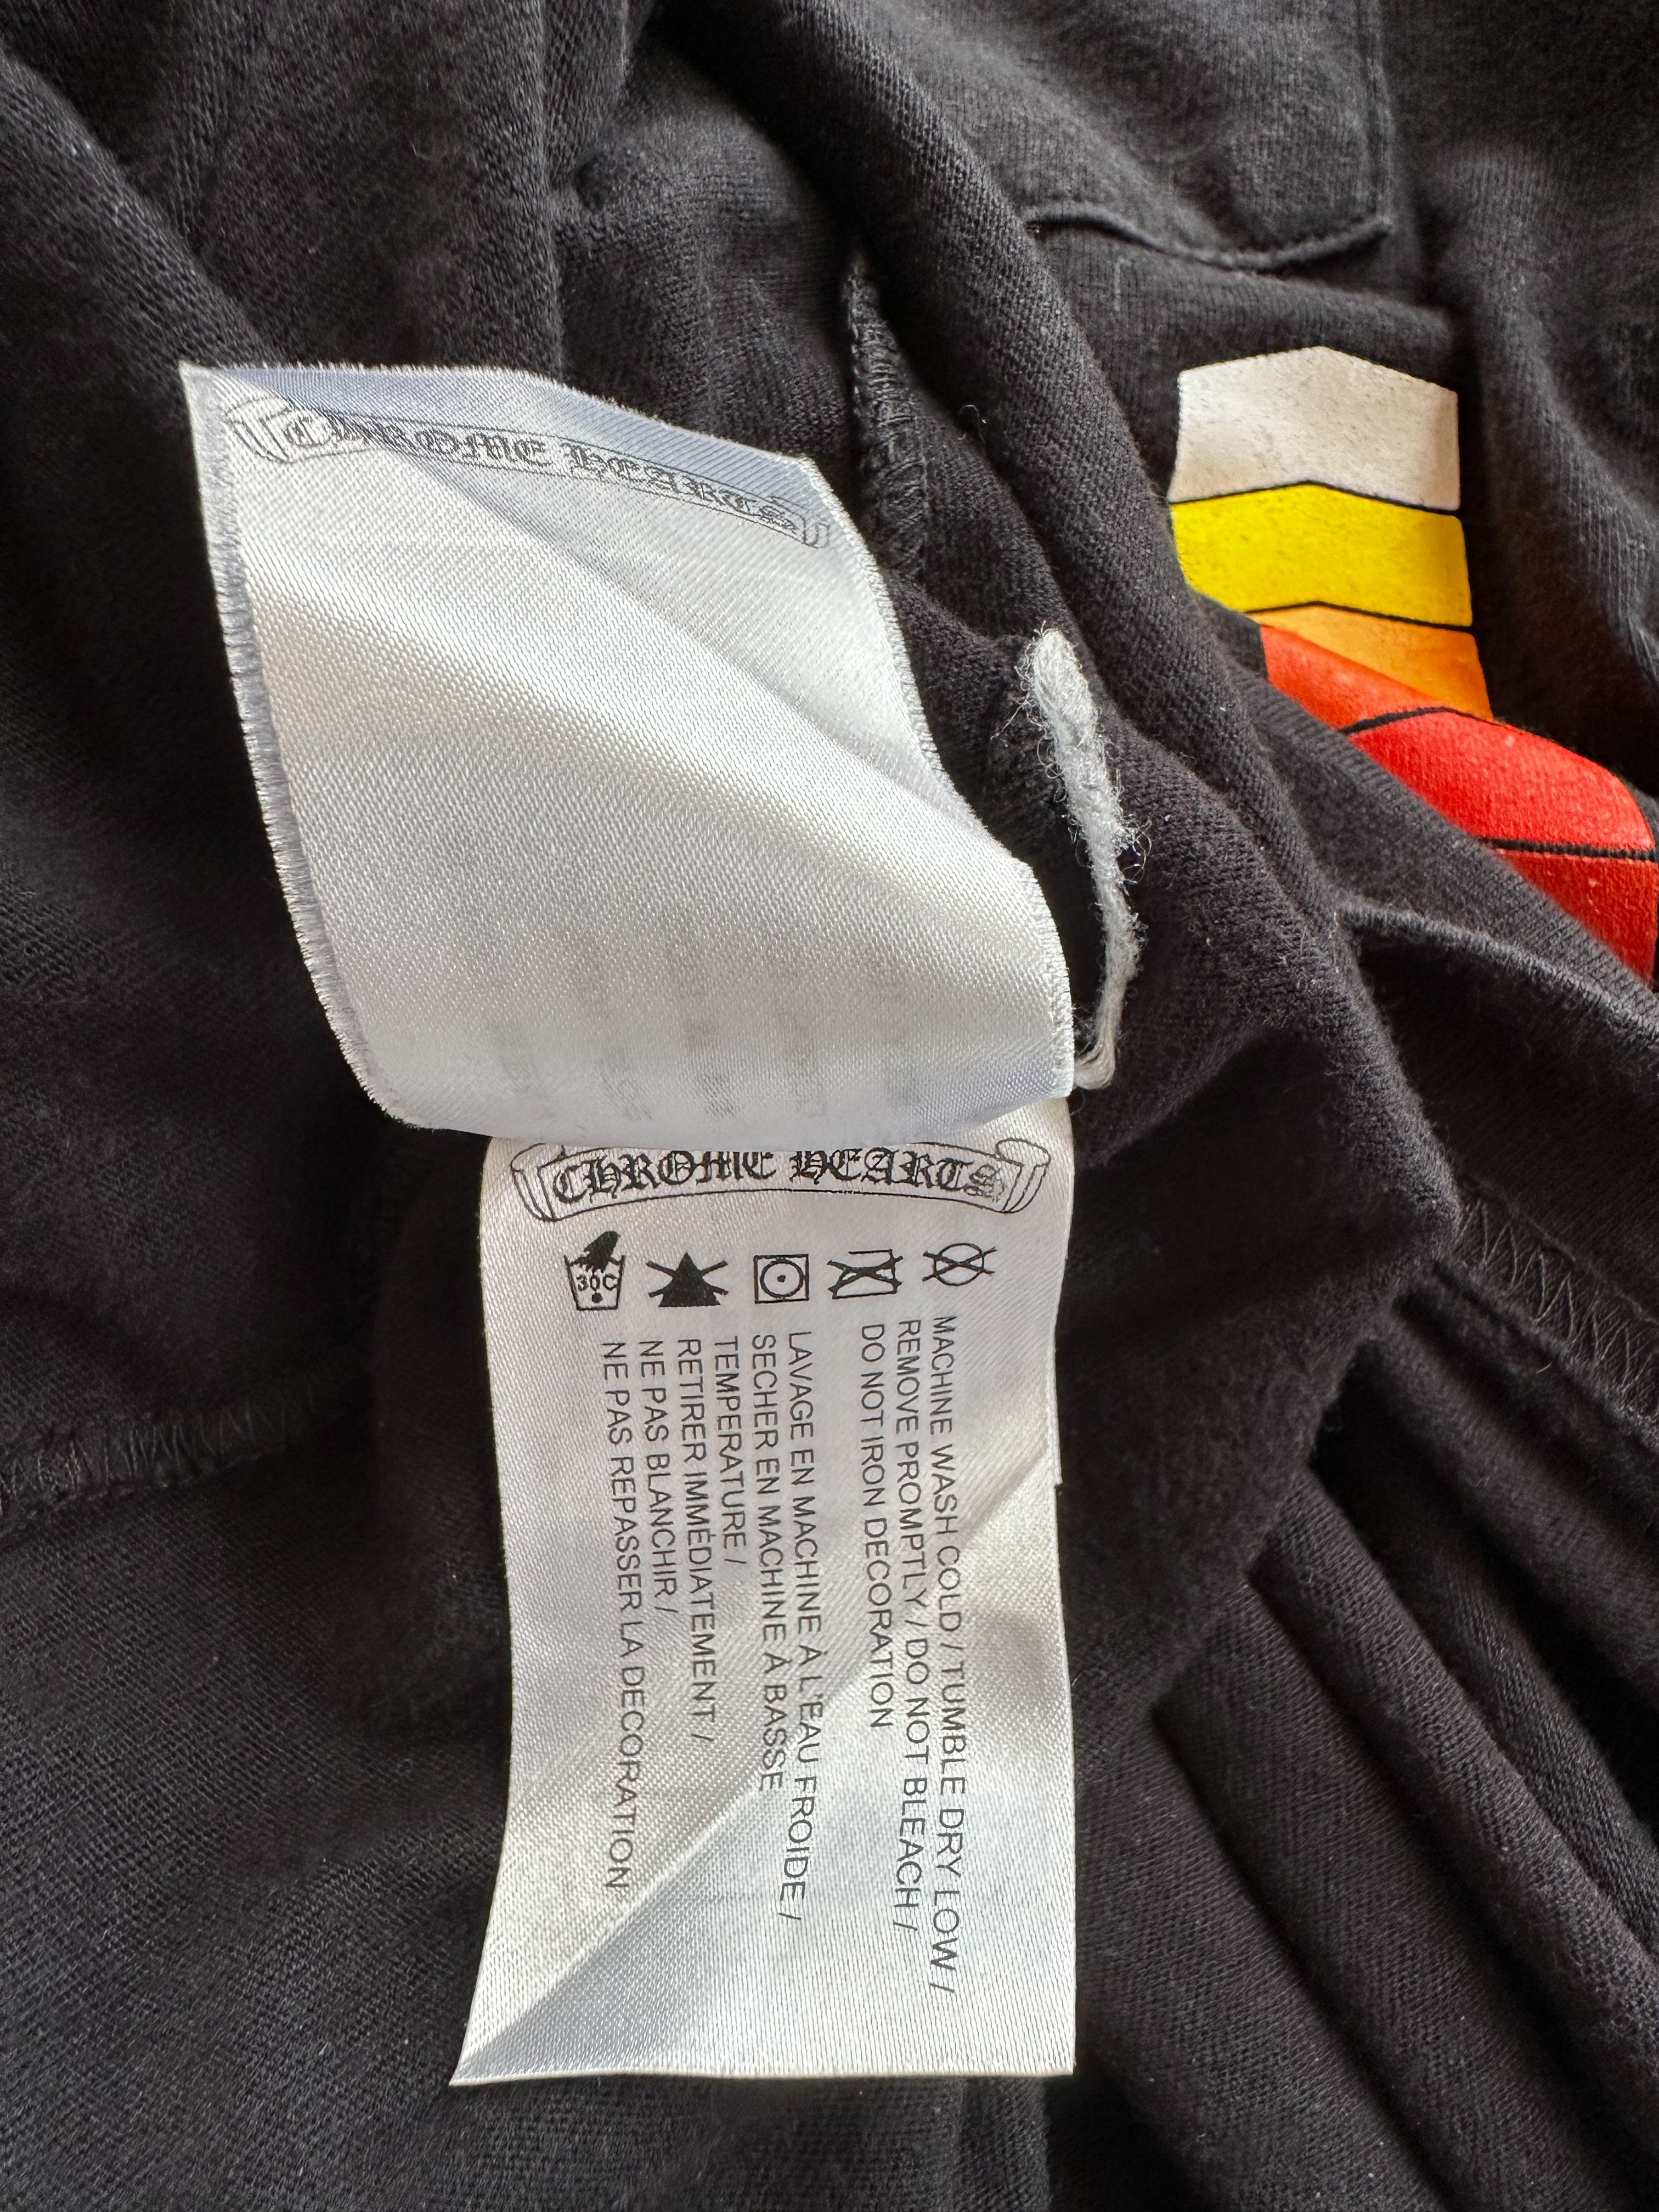 CHROME HEARTS
CHROME HEARTS
30C
MACHINE WASH COLD / TUMBLE DRY LOW /
REMOVE PROMPTLY / DO NOT BLEACH /
DO NOT IRON DECORATION
LAVAGE EN MACHINE À L'EAU FROIDE /
SECHER EN MACHINE À BASSE
TEMPERATURE /
RETIRER IMMÉDIATEMENT /
NE PAS BLANCHIR /
NE PAS REPASSER LA DECORATION